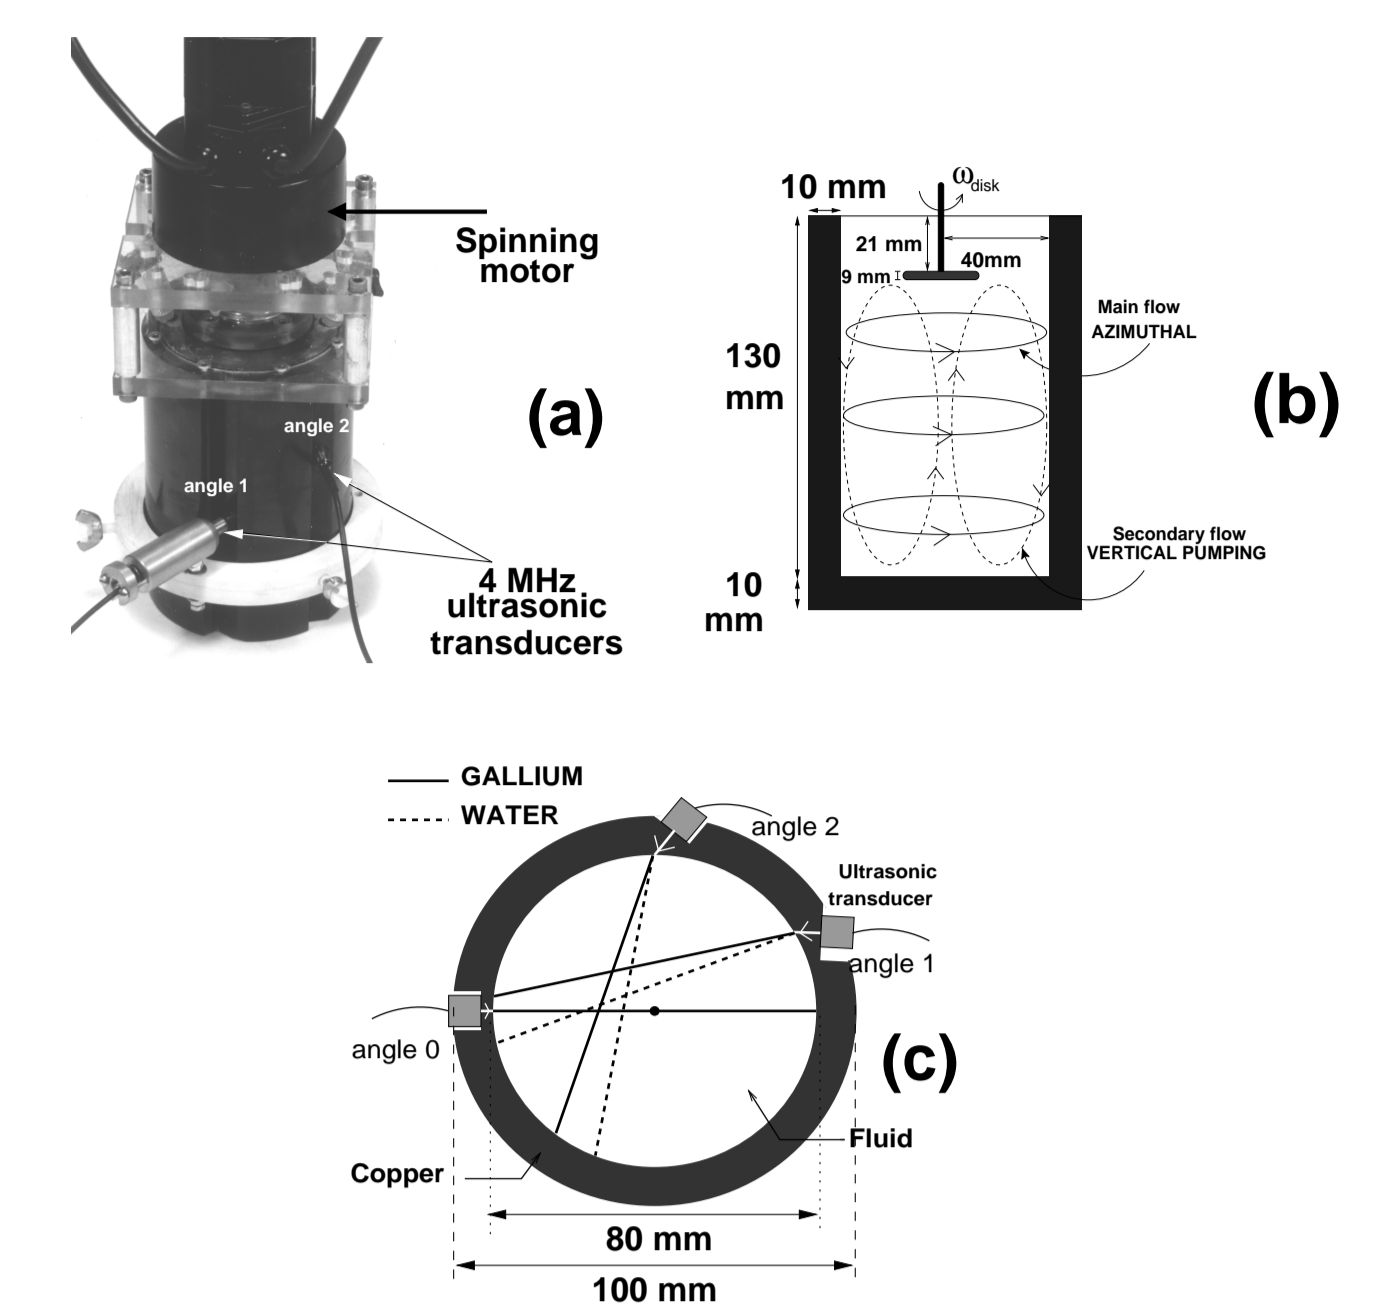 Spinning
motor
(a)
angle 2
angle 1
4 MHz
ultrasonic
transducers
10 mm
ωdisk
21 mm
40mm
9 mm
Main flow
AZIMUTHAL
130
mm
(b)
Secondary flow
VERTICAL PUMPING
10
mm
GALLIUM
WATER
angle 2
Ultrasonic
transducer
angle 1
angle 0
(c)
Fluid
Copper
80 mm
100 mm